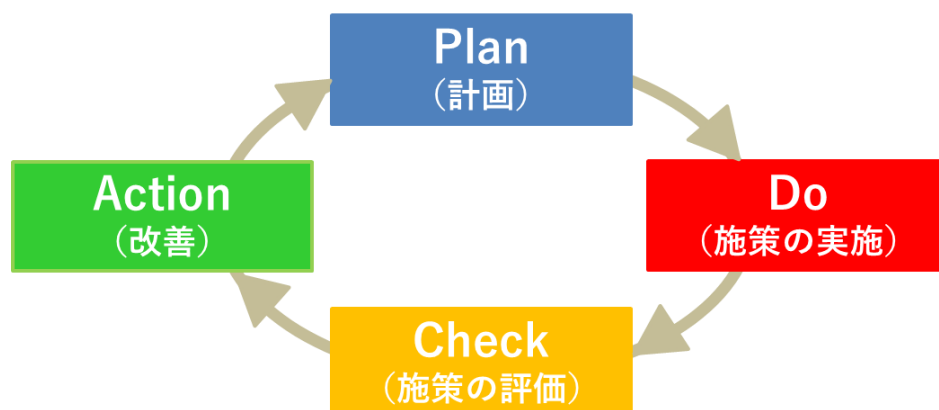 Plan
（計画）
Do
（施策の実施）
Check
（施策の評価）
Action
（改善）